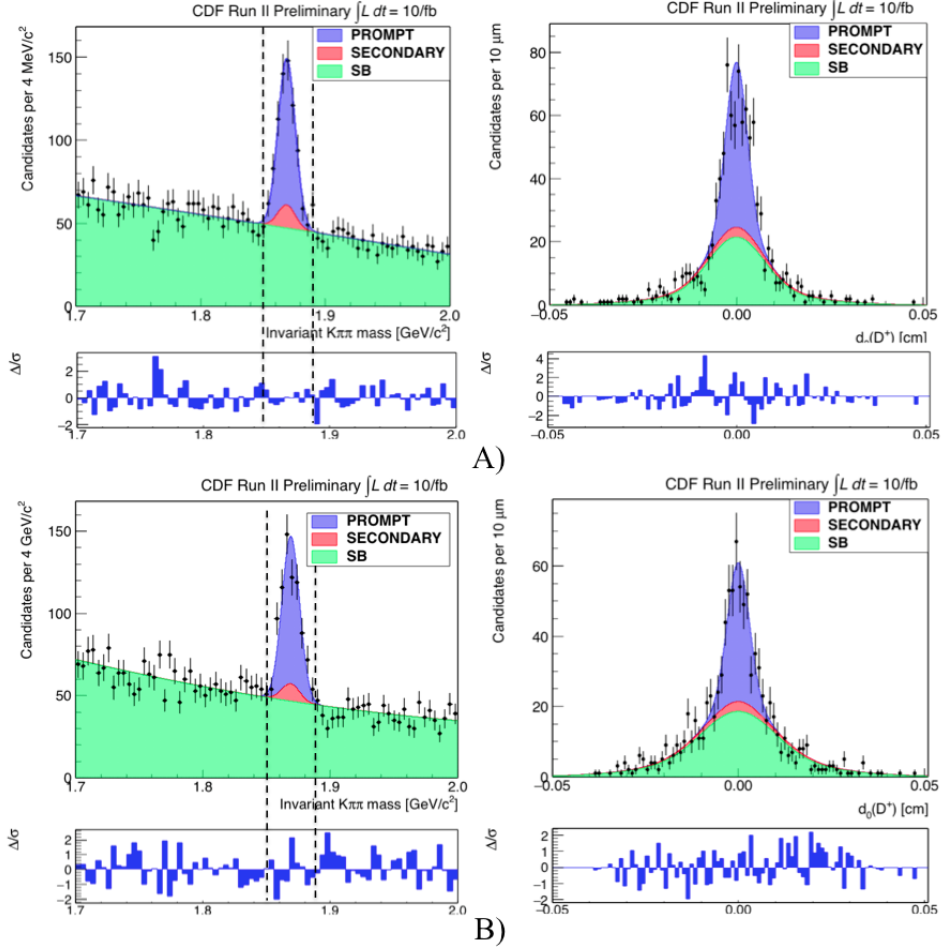 CDF Run II Preliminary ∫L dt = 10/fb
Candidates per 4 MeV/c²
PROMPT
SECONDARY
SB
150
100
50
0
1.7 1.8 1.9 2.0
Invariant Kππ mass [GeV/c²]
Δ/σ
2
0
−2
1.7 1.8 1.9 2.0
CDF Run II Preliminary ∫L dt = 10/fb
Candidates per 10 μm
PROMPT
SECONDARY
SB
80
60
40
20
0
−0.05 0.00 0.05
(D⁺) [cm]
Δ/σ
4
2
0
−2
−0.05 0.00 0.05
A)
CDF Run II Preliminary ∫L dt = 10/fb
Candidates per 4 GeV/c²
PROMPT
SECONDARY
SB
150
100
50
0
1.7 1.8 1.9 2.0
Invariant Kππ mass [GeV/c²]
Δ/σ
2
1
0
−1
−2
1.7 1.8 1.9 2.0
CDF Run II Preliminary ∫L dt = 10/fb
Candidates per 10 μm
PROMPT
SECONDARY
SB
60
40
20
0
−0.05 0.00 0.05
d₀(D⁺) [cm]
Δ/σ
2
1
0
−1
−2
−0.05 0.00 0.05
B)